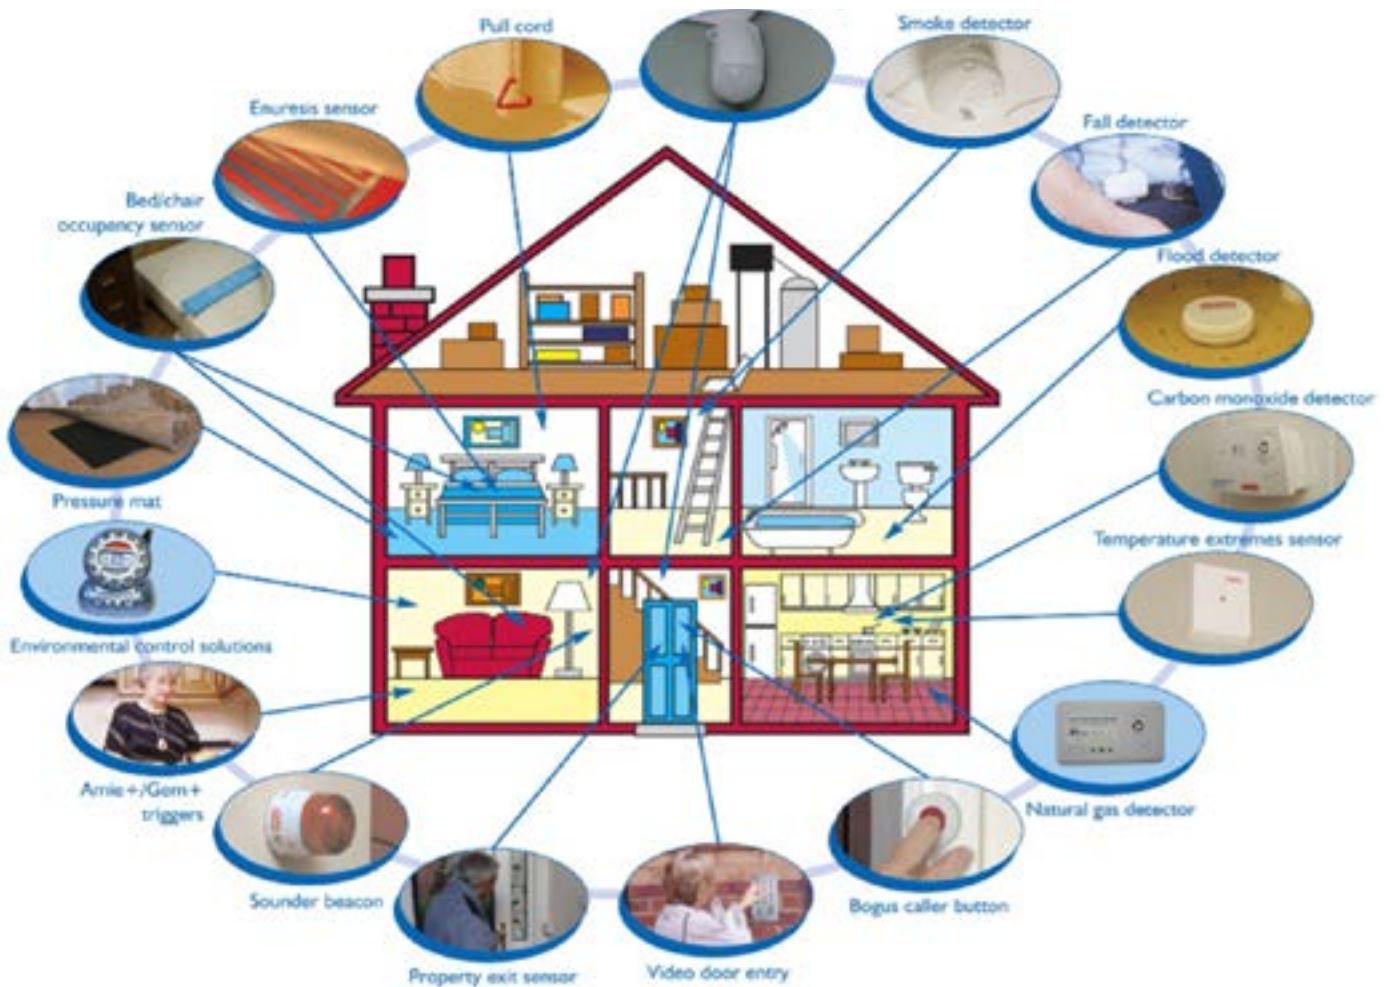 Pull cord
Smoke detector
Enuresis sensor
Fall detector
Bed/chair
occupancy sensor
Flood detector
Carbon monoxide detector
Pressure mat
Temperature extremes sensor
Environmental control solutions
Amie+/Gem+
triggers
Natural gas detector
Sounder beacon
Bogus caller button
Property exit sensor
Video door entry